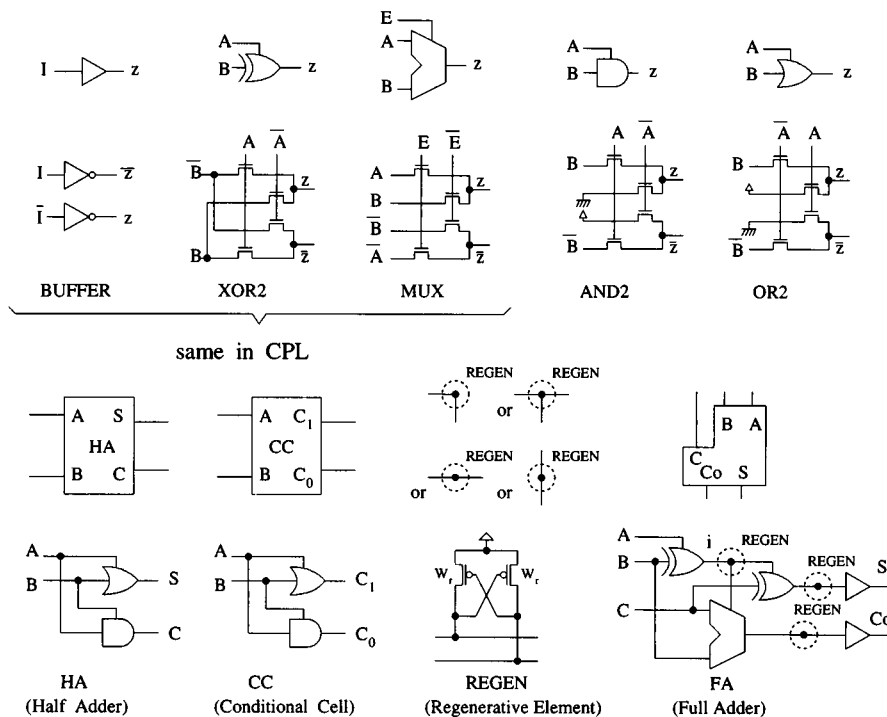 I z
A B z
E A B z
A B z
A B z
A A̅
B̅ z
B z̅
E E̅
A z
B
B̅
A̅ z̅
A A̅
B z
B̅ z̅
A̅ A
B z
B̅ z̅
I z̅
I̅ z
BUFFER XOR2 MUX AND2 OR2
same in CPL
A S
HA
B C
A C₁
CC
B C₀
REGEN REGEN
or
REGEN REGEN
or or
B A
C
Co S
A
B S
C
A
B C₁
C₀
Wᵣ Wᵣ
A
B i REGEN
REGEN S
C
REGEN Co
HA CC REGEN FA
(Half Adder) (Conditional Cell) (Regenerative Element) (Full Adder)